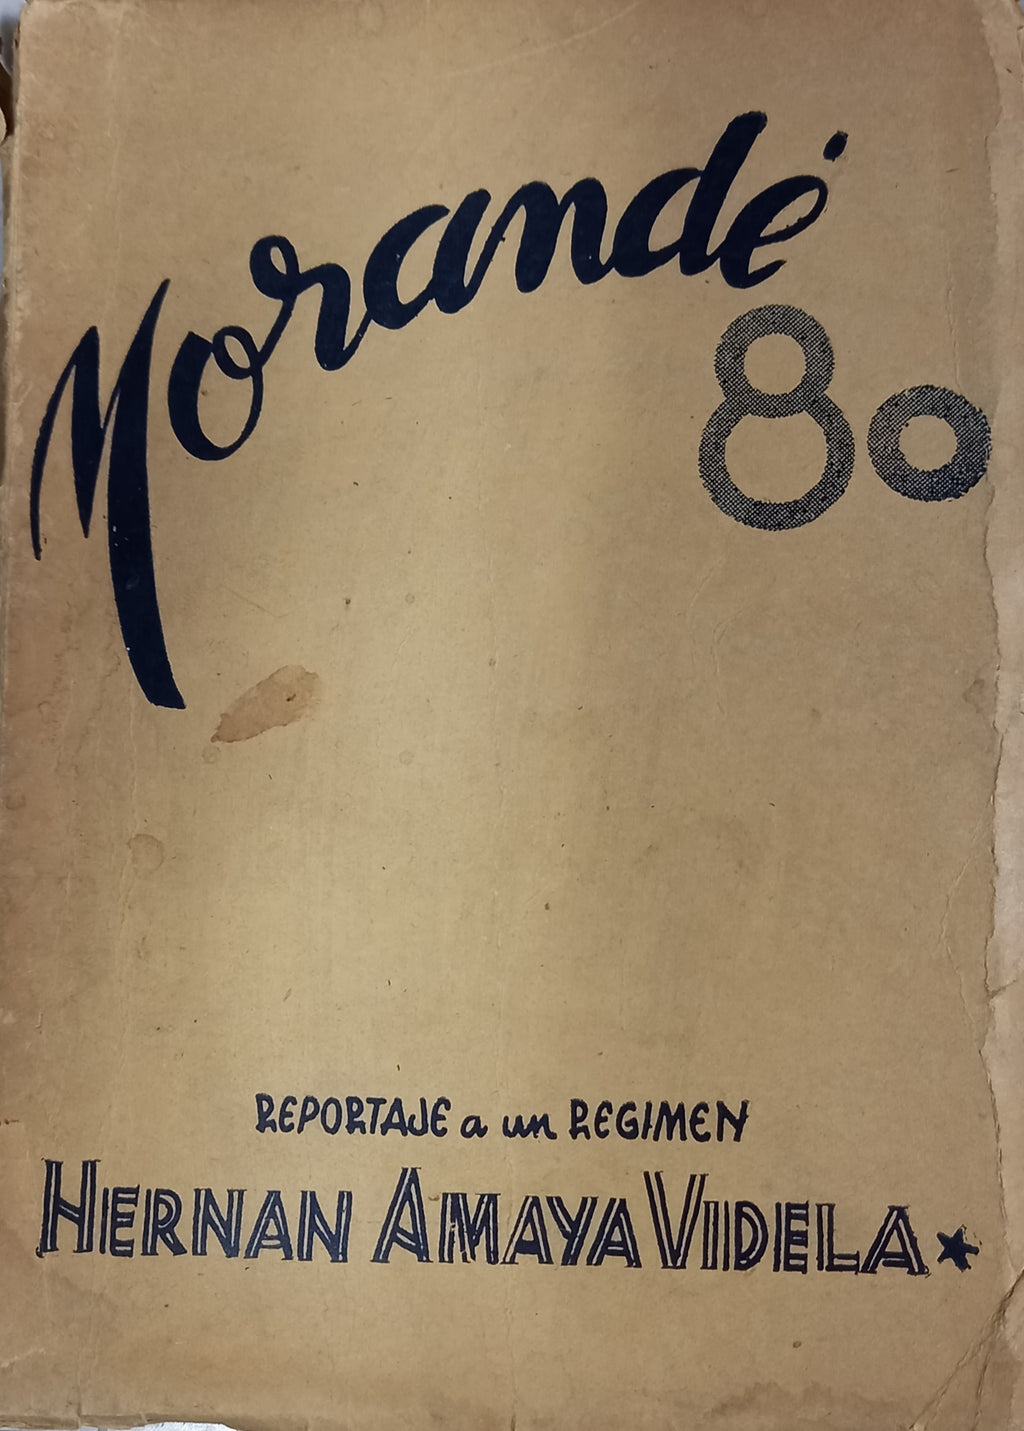 Morandé
80
REPORTAJE a un REGIMEN
HERNAN AMAYA VIDELA